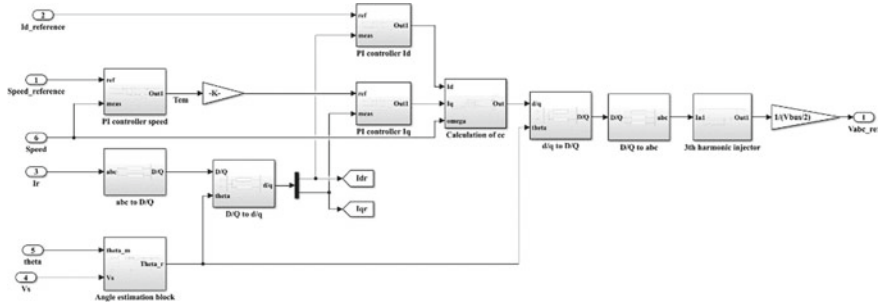 2
Id_reference
ref
meas
Out1
PI controller Id
1
Speed_reference
ref
meas
Out1
PI controller speed
Tem
-K-
ref
meas
Out1
PI controller Iq
Id
Iq
omega
Out
Calculation of cc
6
Speed
d/q
theta
D/Q
d/q to D/Q
D/Q
abc
D/Q to abc
In1
Out1
3th harmonic injector
1/(Vbus/2)
1
Vabc_re
3
Ir
abc
D/Q
abc to D/Q
D/Q
theta
d/q
D/Q to d/q
Idr
Iqr
5
theta
4
Vs
theta_m
Vs
Theta_r
Angle estimation block